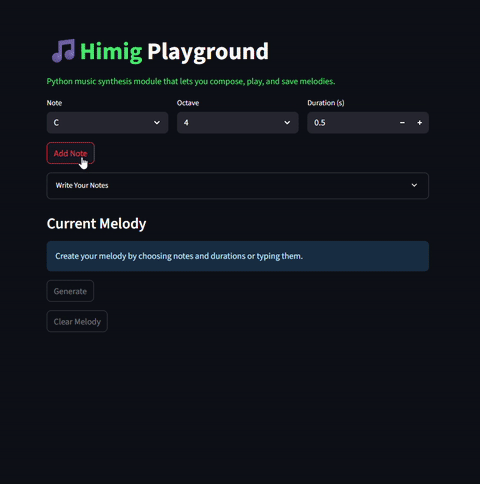 Himig Playground
Python music synthesis module that lets you compose, play, and save melodies.
Note Octave Duration (s)
C 4 0.5 − +
Add Note
Write Your Notes
Current Melody
Create your melody by choosing notes and durations or typing them.
Generate
Clear Melody